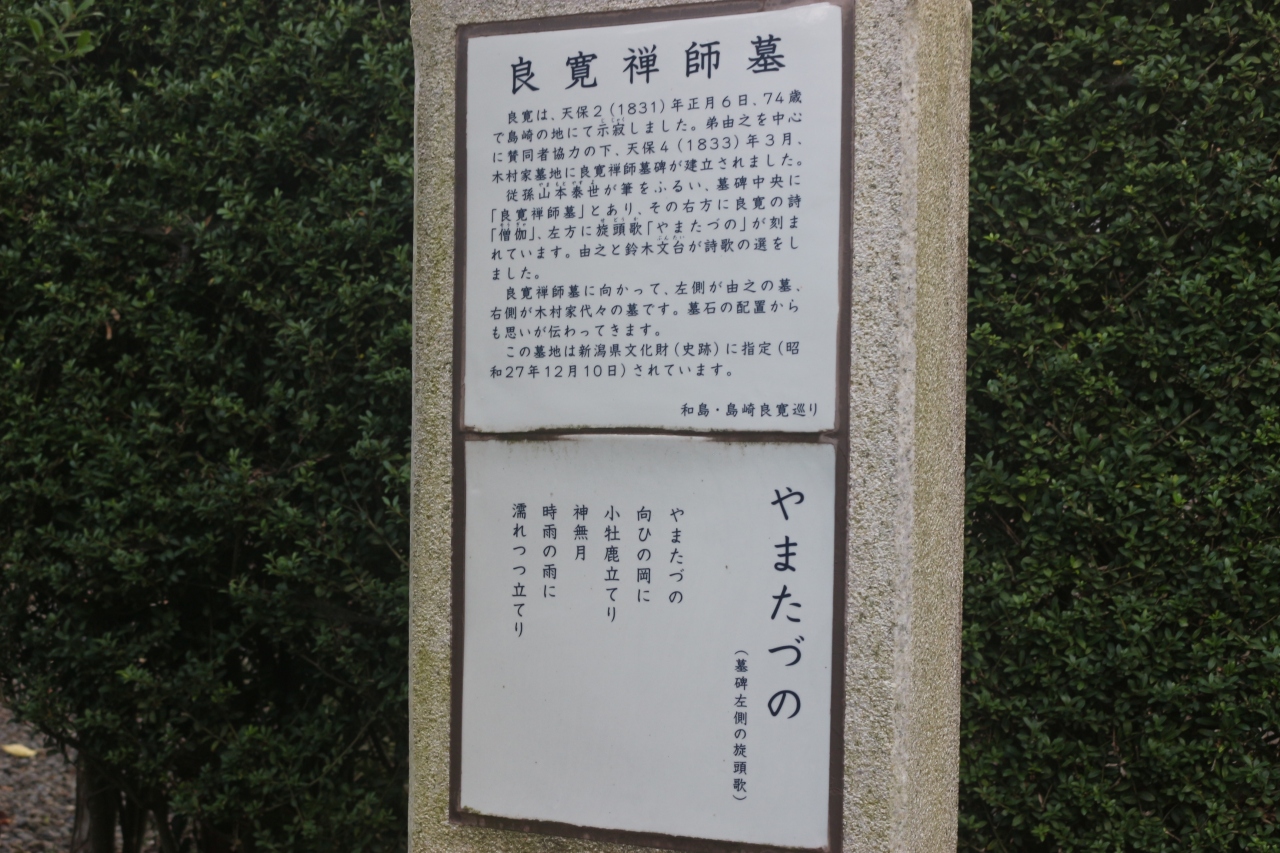 良寛禅師墓
良寛は、天保2(1831)年正月6日、74歳
で島崎の地にて示寂しました。弟由之を中心
に賛同者協力の下、天保4(1833)年3月、
木村家墓地に良寛禅師墓碑が建立されました。
従孫山本泰世が筆をふるい、墓碑中央に
「良寛禅師墓」とあり、その右方に良寛の詩
「僧伽」、左方に旋頭歌「やまたづの」が刻ま
れています。由之と鈴木文台が詩歌の選をし
ました。
良寛禅師墓に向かって、左側が由之の墓、
右側が木村家代々の墓です。墓石の配置から
も思いが伝わってきます。
この墓地は新潟県文化財(史跡)に指定(昭
和27年12月10日)されています。
和島・島崎良寛巡り
やまたづの
(墓碑左側の旋頭歌)
やまたづの
向ひの岡に
小牡鹿立てり
神無月
時雨の雨に
濡れつつ立てり